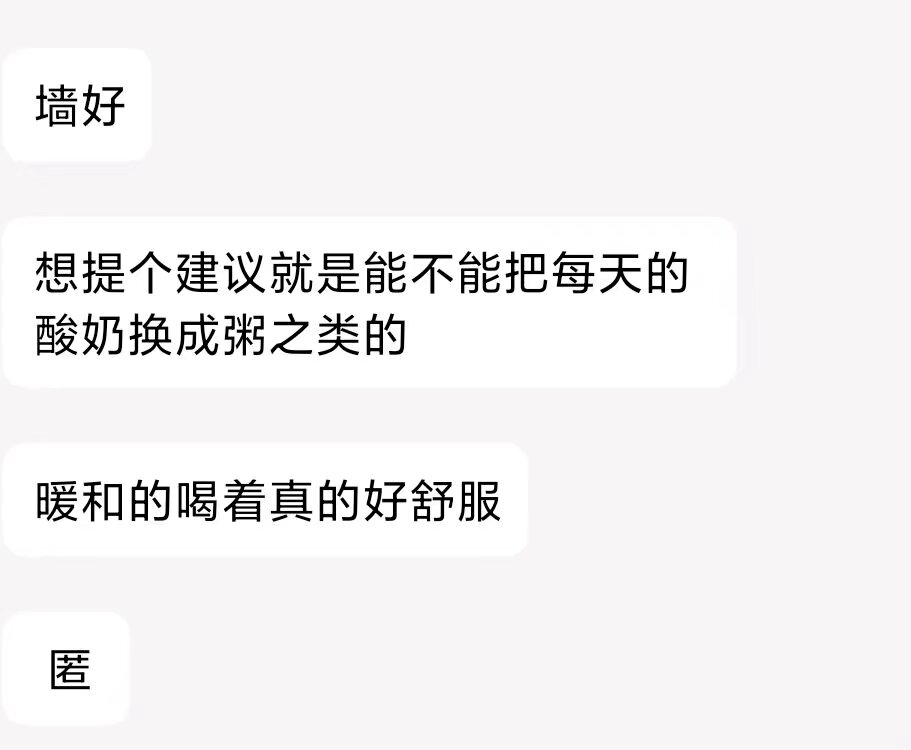 墙好
想提个建议就是能不能把每天的
酸奶换成粥之类的
暖和的喝着真的好舒服
匿